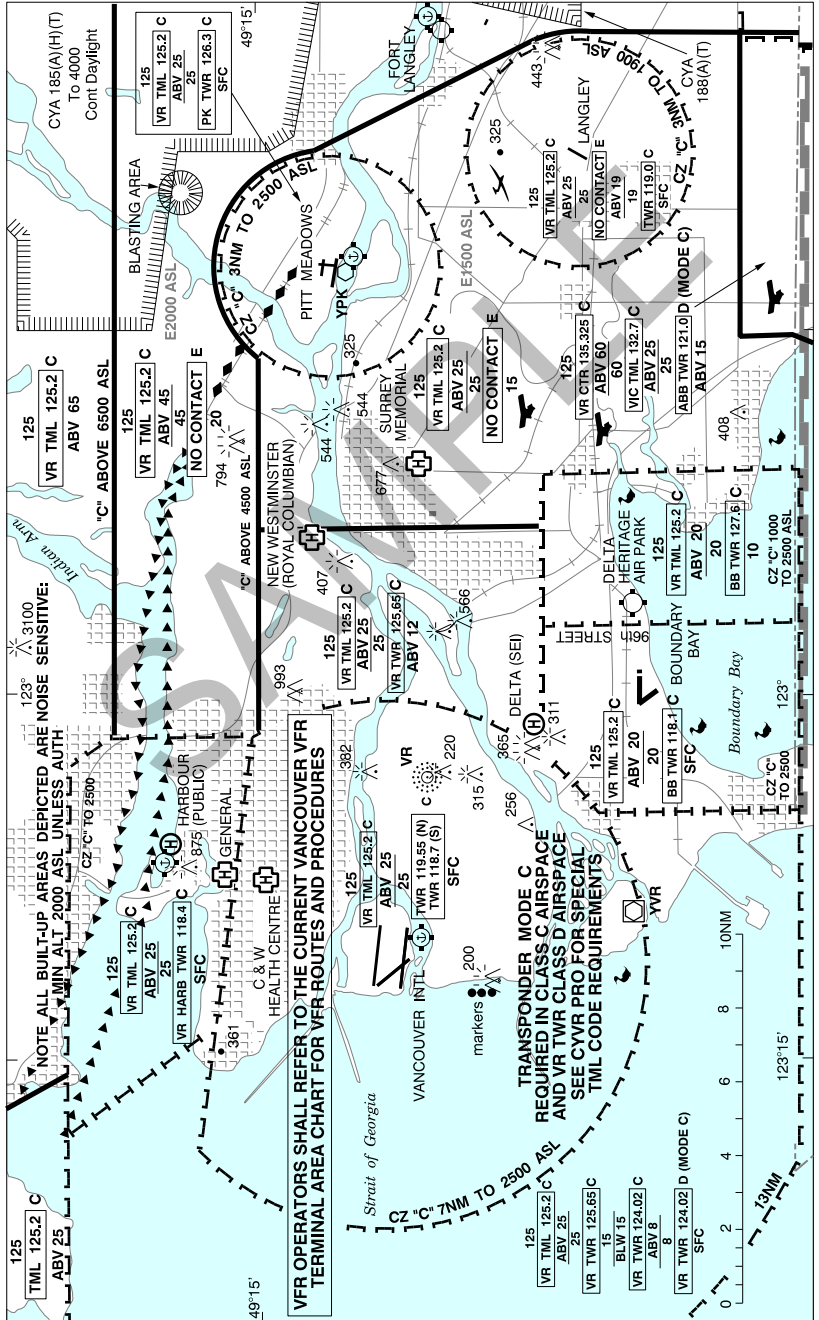 125
TML 125.2 C
ABV 25
NOTE ALL BUILT-UP AREAS DEPICTED ARE NOISE SENSITIVE:
MIN ALT 2000 ASL UNLESS AUTH
3100
123°
Indian Arm
125
VR TML 125.2 C
ABV 65
"C" ABOVE 6500 ASL
CYA 185(A)(H)(T)
To 4000
Cont Daylight
49°15'
125
VR TML 125.2 C
ABV 25
25
PK TWR 126.3 C
SFC
BLASTING AREA
E2000 ASL
125
VR TML 125.2 C
ABV 45
45
NO CONTACT E
20
794
"C" ABOVE 4500 ASL
CZ "C" TO 2500
125
VR TML 125.2 C
ABV 25
25
VR HARB TWR 118.4 C
SFC
HARBOUR
(PUBLIC)
875
GENERAL
C & W
HEALTH CENTRE
361
49°15'
VFR OPERATORS SHALL REFER TO THE CURRENT VANCOUVER VFR
TERMINAL AREA CHART FOR VFR ROUTES AND PROCEDURES
993
NEW WESTMINSTER
(ROYAL COLUMBIAN)
407
CZ "C" 3NM TO 2500 ASL
PITT MEADOWS
YPK
325
544
544
FORT
LANGLEY
Strait of Georgia
382
125
VR TML 125.2 C
ABV 25
25
VR TWR 125.65 C
ABV 12
SURREY
MEMORIAL
677
125
VR TML 125.2 C
ABV 25
25
NO CONTACT E
15
E1500 ASL
125
VR TML 125.2 C
ABV 25
25
C
TWR 119.55 (N)
TWR 118.7 (S)
SFC
VR
220
315
VANCOUVER INTL
200
markers
566
365
256
DELTA (SEI)
311
443
325
LANGLEY
125
VR TML 125.2 C
ABV 25
25
NO CONTACT E
ABV 19
19
TWR 119.0 C
SFC
CZ "C" 3NM TO 1900 ASL
CYA
188(A)(T)
TRANSPONDER MODE C
REQUIRED IN CLASS C AIRSPACE
AND VR TWR CLASS D AIRSPACE
SEE CYVR PRO FOR SPECIAL
TML CODE REQUIREMENTS
CZ "C" 7NM TO 2500 ASL
YVR
125
VR CTR 135.325 C
ABV 60
60
VIC TML 132.7 C
ABV 25
25
ABB TWR 121.0 D (MODE C)
ABV 15
125
VR TML 125.2 C
ABV 25
25
VR TWR 125.65 C
15
BLW 15
VR TWR 124.02 C
ABV 8
8
VR TWR 124.02 D (MODE C)
SFC
DELTA
HERITAGE
AIR PARK
96th STREET
BOUNDARY
BAY
125
VR TML 125.2 C
ABV 20
20
BB TWR 118.1 C
SFC
125
VR TML 125.2 C
ABV 20
20
BB TWR 127.6 C
10
408
Boundary Bay
CZ "C"
TO 2500
CZ "C" 1000
TO 2500 ASL
13NM
0 2 4 6 8 10NM
123°15'
123°
SAMPLE